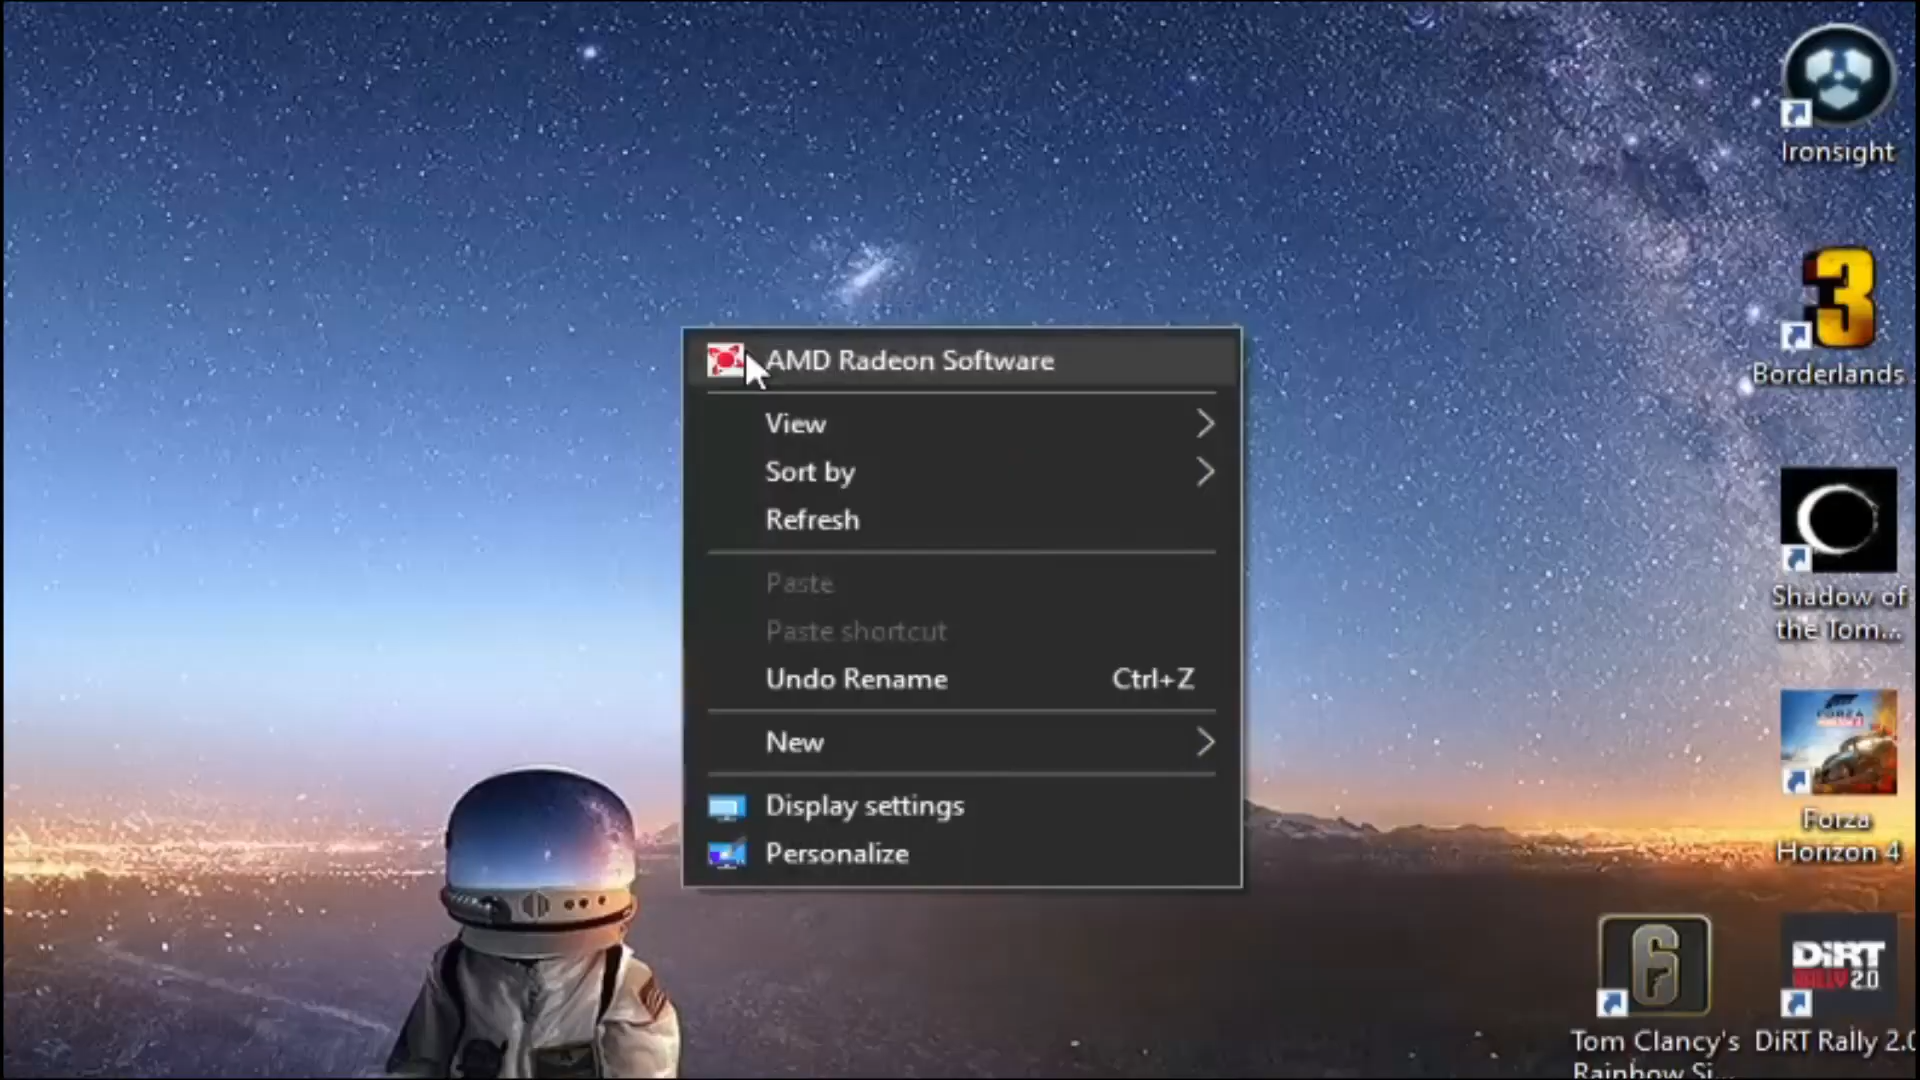 AMD Radeon Software
View
Sort by
Refresh
Paste
Paste shortcut
Undo Rename Ctrl+Z
New
Display settings
Personalize
Ironsight
3
Borderlands
Shadow of
the Tom...
FORZA
Forza
Horizon 4
6
Tom Clancy's
Rainbow Si...
DiRT
RALLY 2.0
DiRT Rally 2.0